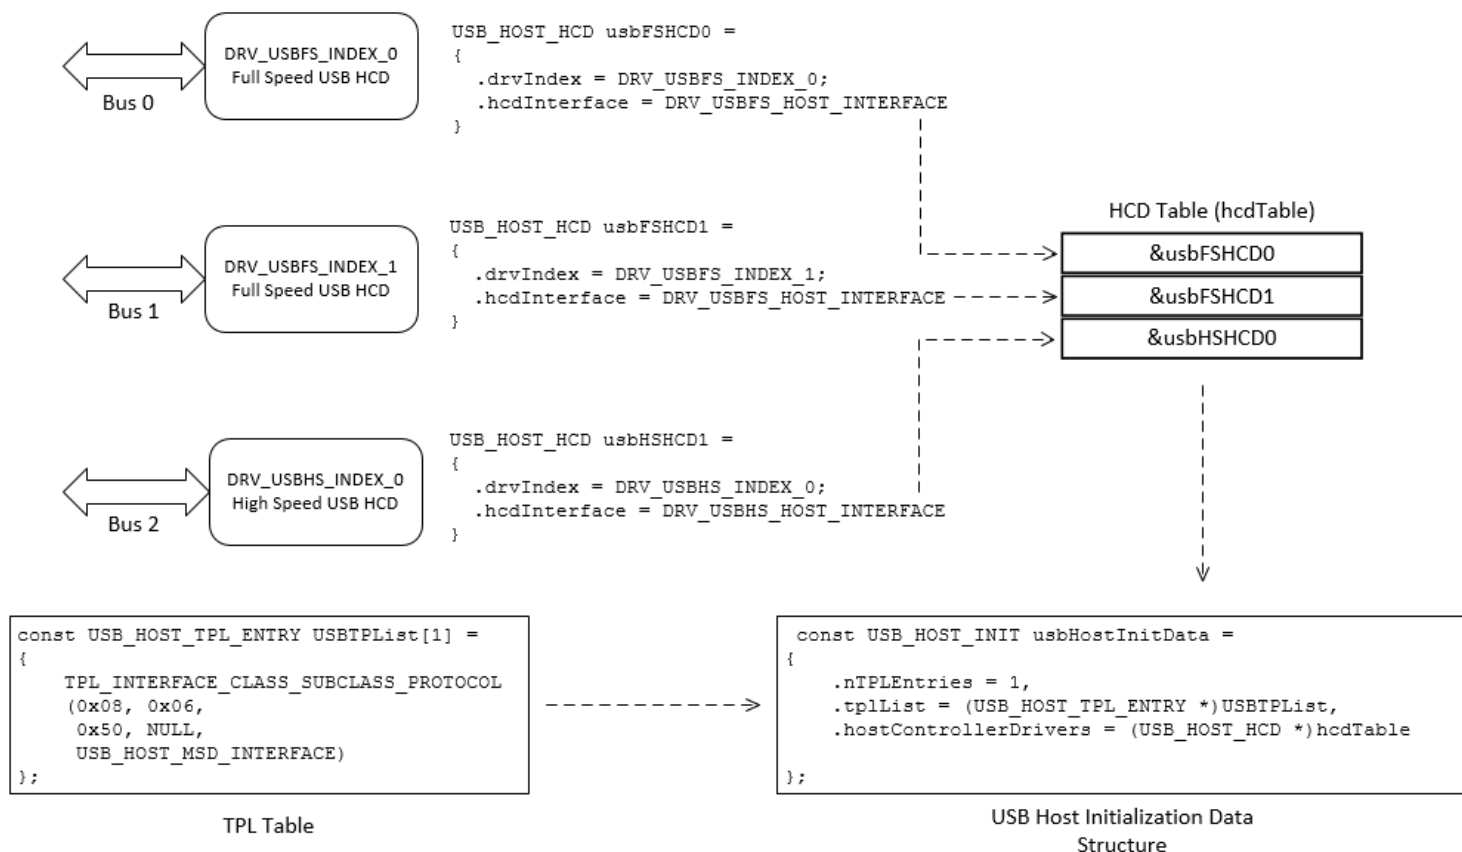 DRV_USBFS_INDEX_0
Full Speed USB HCD
Bus 0
USB_HOST_HCD usbFSHCD0 =
{
.drvIndex = DRV_USBFS_INDEX_0;
.hcdInterface = DRV_USBFS_HOST_INTERFACE
}
DRV_USBFS_INDEX_1
Full Speed USB HCD
Bus 1
USB_HOST_HCD usbFSHCD1 =
{
.drvIndex = DRV_USBFS_INDEX_1;
.hcdInterface = DRV_USBFS_HOST_INTERFACE
}
HCD Table (hcdTable)
&usbFSHCD0
&usbFSHCD1
&usbHSHCD0
DRV_USBHS_INDEX_0
High Speed USB HCD
Bus 2
USB_HOST_HCD usbHSHCD1 =
{
.drvIndex = DRV_USBHS_INDEX_0;
.hcdInterface = DRV_USBHS_HOST_INTERFACE
}
const USB_HOST_TPL_ENTRY USBTPList[1] =
{
TPL_INTERFACE_CLASS_SUBCLASS_PROTOCOL
(0x08, 0x06,
0x50, NULL,
USB_HOST_MSD_INTERFACE)
};
TPL Table
const USB_HOST_INIT usbHostInitData =
{
.nTPLEntries = 1,
.tplList = (USB_HOST_TPL_ENTRY *)USBTPList,
.hostControllerDrivers = (USB_HOST_HCD *)hcdTable
};
USB Host Initialization Data
Structure